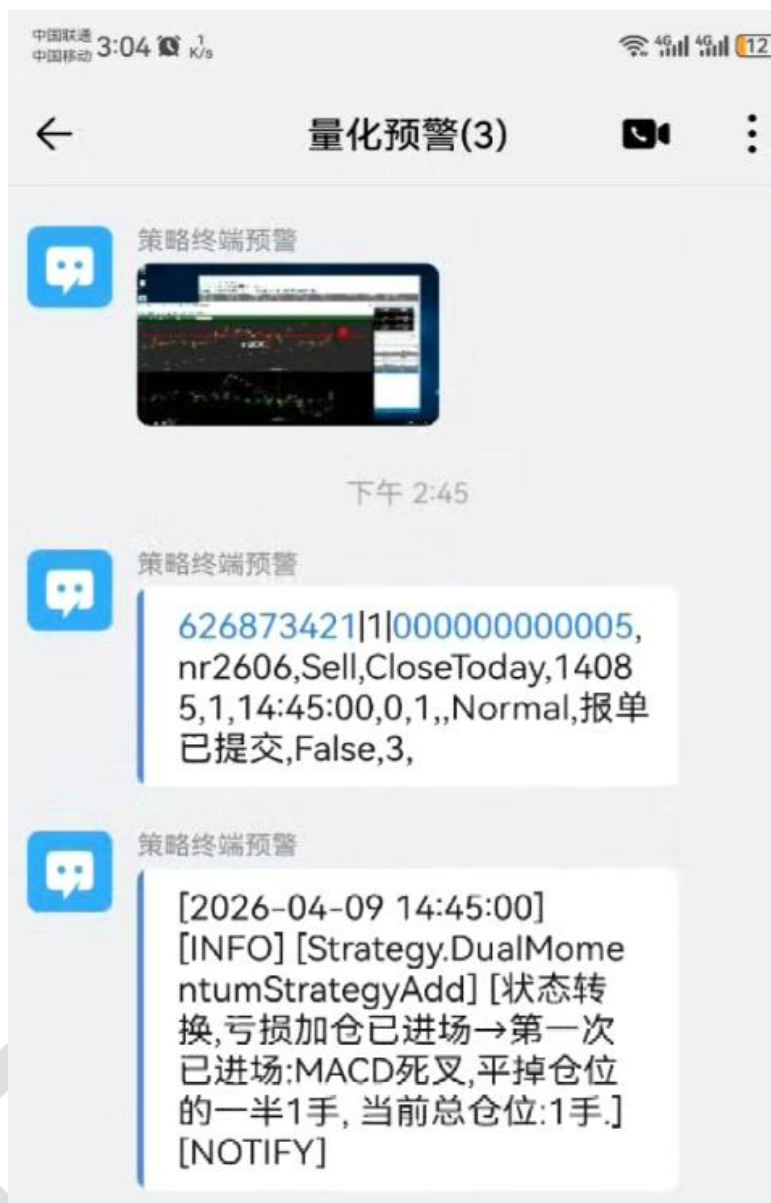 中国联通
中国移动 3:04 1 K/s 4G 4G 12
量化预警(3)
策略终端预警
下午 2:45
策略终端预警
626873421|1|000000000005,
nr2606,Sell,CloseToday,1408
5,1,14:45:00,0,1,,Normal,报单
已提交,False,3,
策略终端预警
[2026-04-09 14:45:00]
[INFO] [Strategy.DualMome
ntumStrategyAdd] [状态转
换,亏损加仓已进场→第一次
已进场:MACD死叉,平掉仓位
的一半1手, 当前总仓位:1手.]
[NOTIFY]